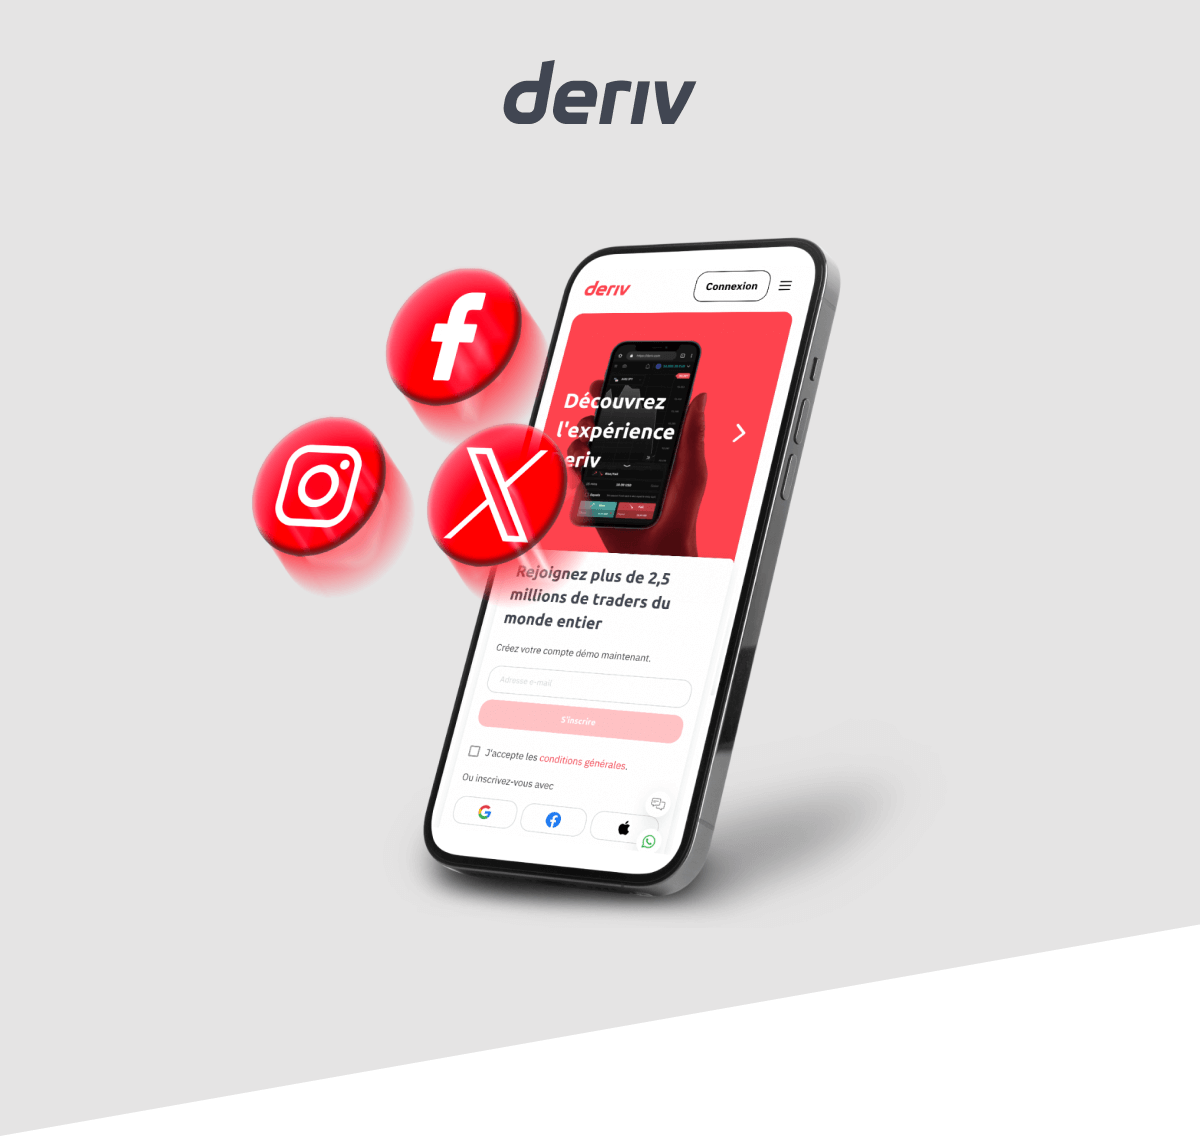 deriv
deriv
Connexion
Découvrez
l'expérience
eriv
Rejoignez plus de 2,5
millions de traders du
monde entier
Créez votre compte démo maintenant.
Adresse e-mail
S'inscrire
J'accepte les conditions générales.
Ou inscrivez-vous avec